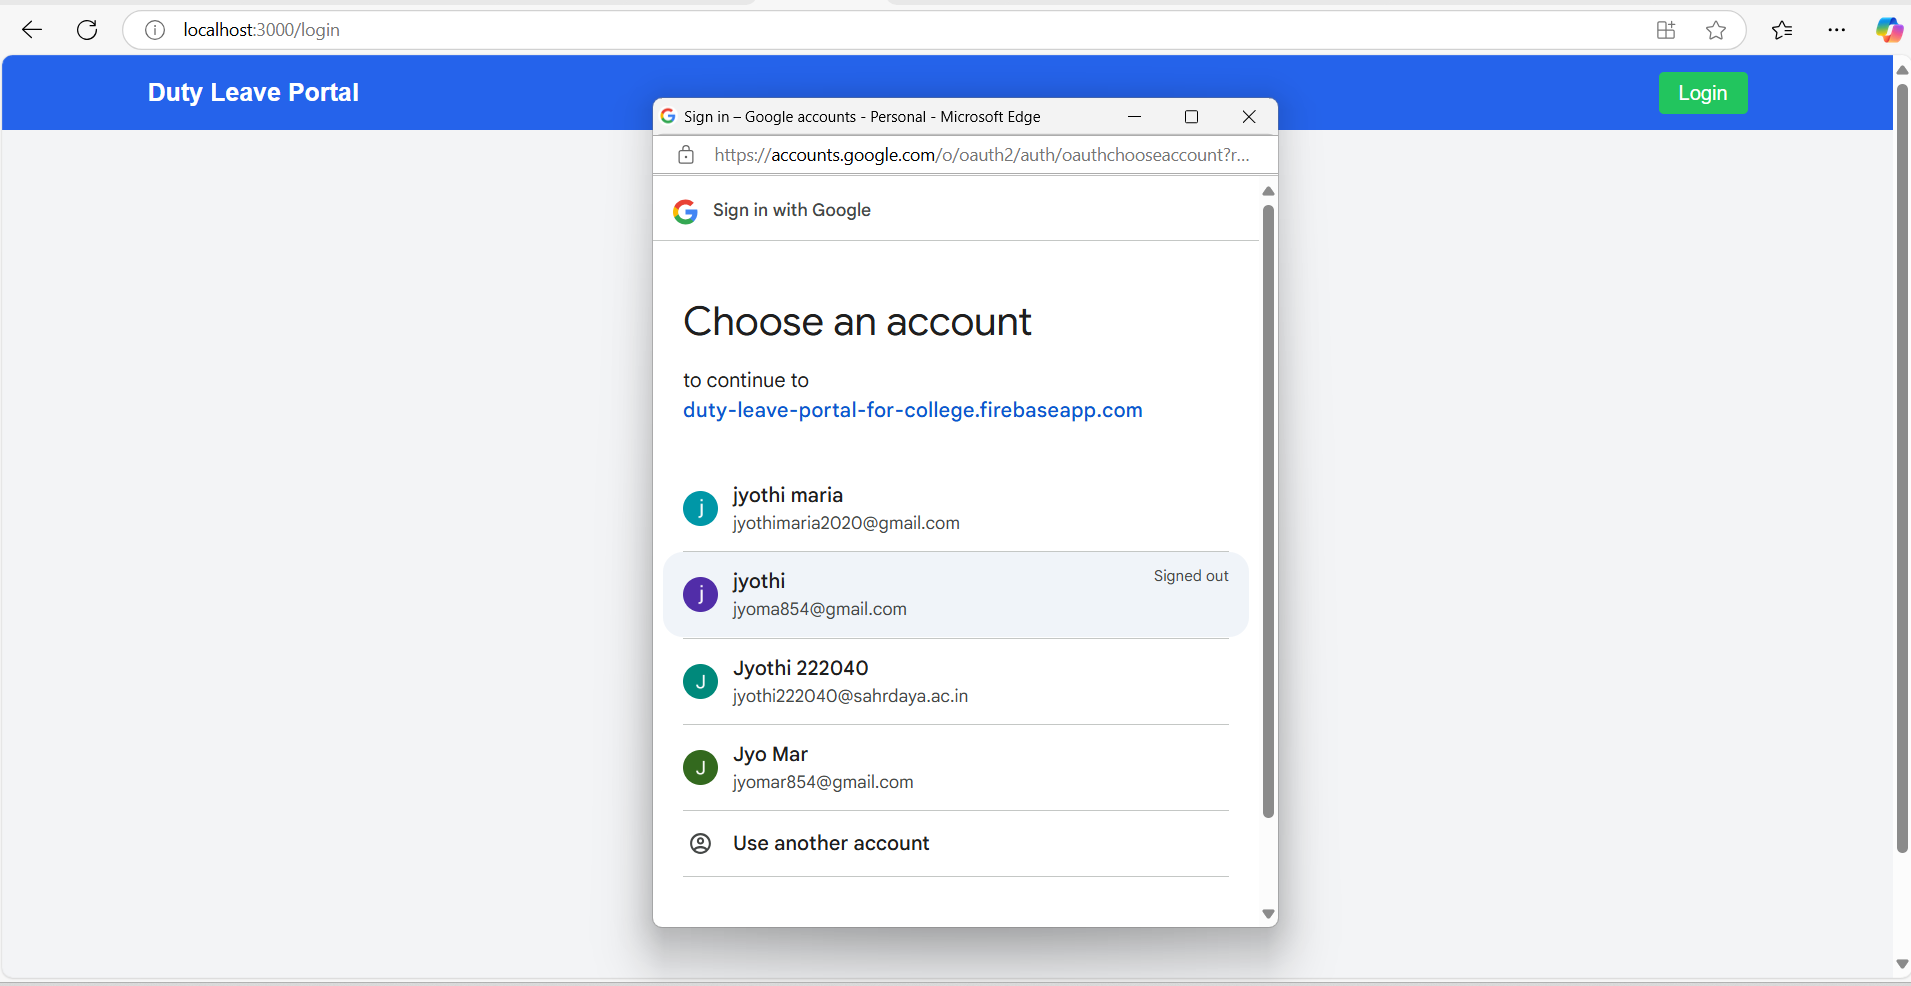 localhost:3000/login
Duty Leave Portal
Login
Sign in – Google accounts - Personal - Microsoft Edge
https://accounts.google.com/o/oauth2/auth/oauthchooseaccount?r...
Sign in with Google
Choose an account
to continue to
duty-leave-portal-for-college.firebaseapp.com
j
jyothi maria
jyothimaria2020@gmail.com
j
jyothi
Signed out
jyoma854@gmail.com
J
Jyothi 222040
jyothi222040@sahrdaya.ac.in
J
Jyo Mar
jyomar854@gmail.com
Use another account